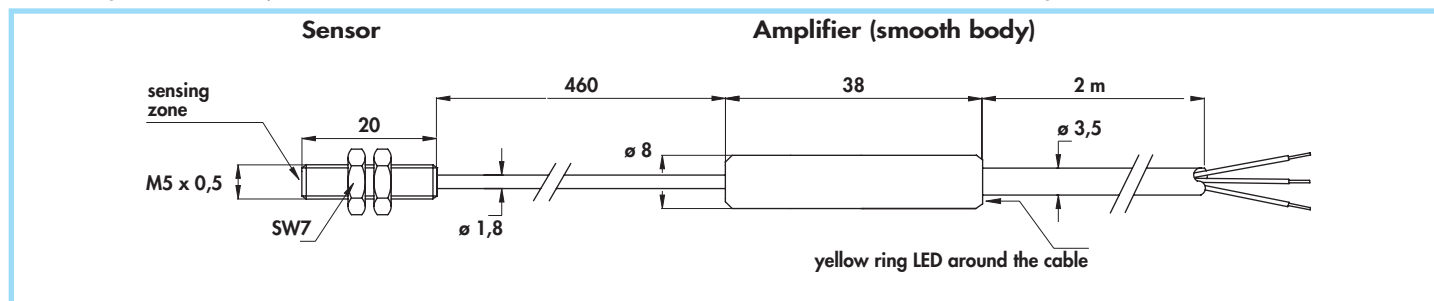 Sensor
Amplifier (smooth body)
sensing
zone
460
38
2 m
20
ø 3,5
ø 8
M5 x 0,5
SW7
ø 1,8
yellow ring LED around the cable